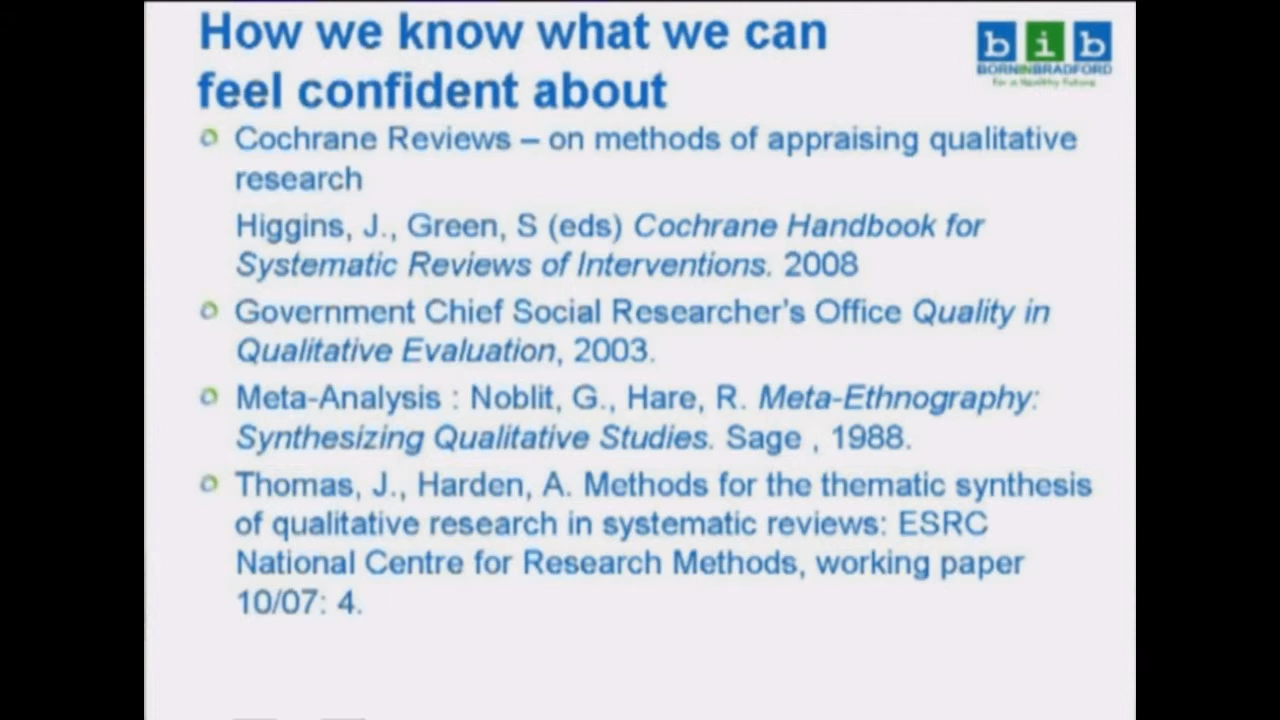 How we know what we can
feel confident about
b i b
BORNINBRADFORD
For a Healthy Future
Cochrane Reviews – on methods of appraising qualitative
research
Higgins, J., Green, S (eds) Cochrane Handbook for
Systematic Reviews of Interventions. 2008
Government Chief Social Researcher's Office Quality in
Qualitative Evaluation, 2003.
Meta-Analysis : Noblit, G., Hare, R. Meta-Ethnography:
Synthesizing Qualitative Studies. Sage , 1988.
Thomas, J., Harden, A. Methods for the thematic synthesis
of qualitative research in systematic reviews: ESRC
National Centre for Research Methods, working paper
10/07: 4.